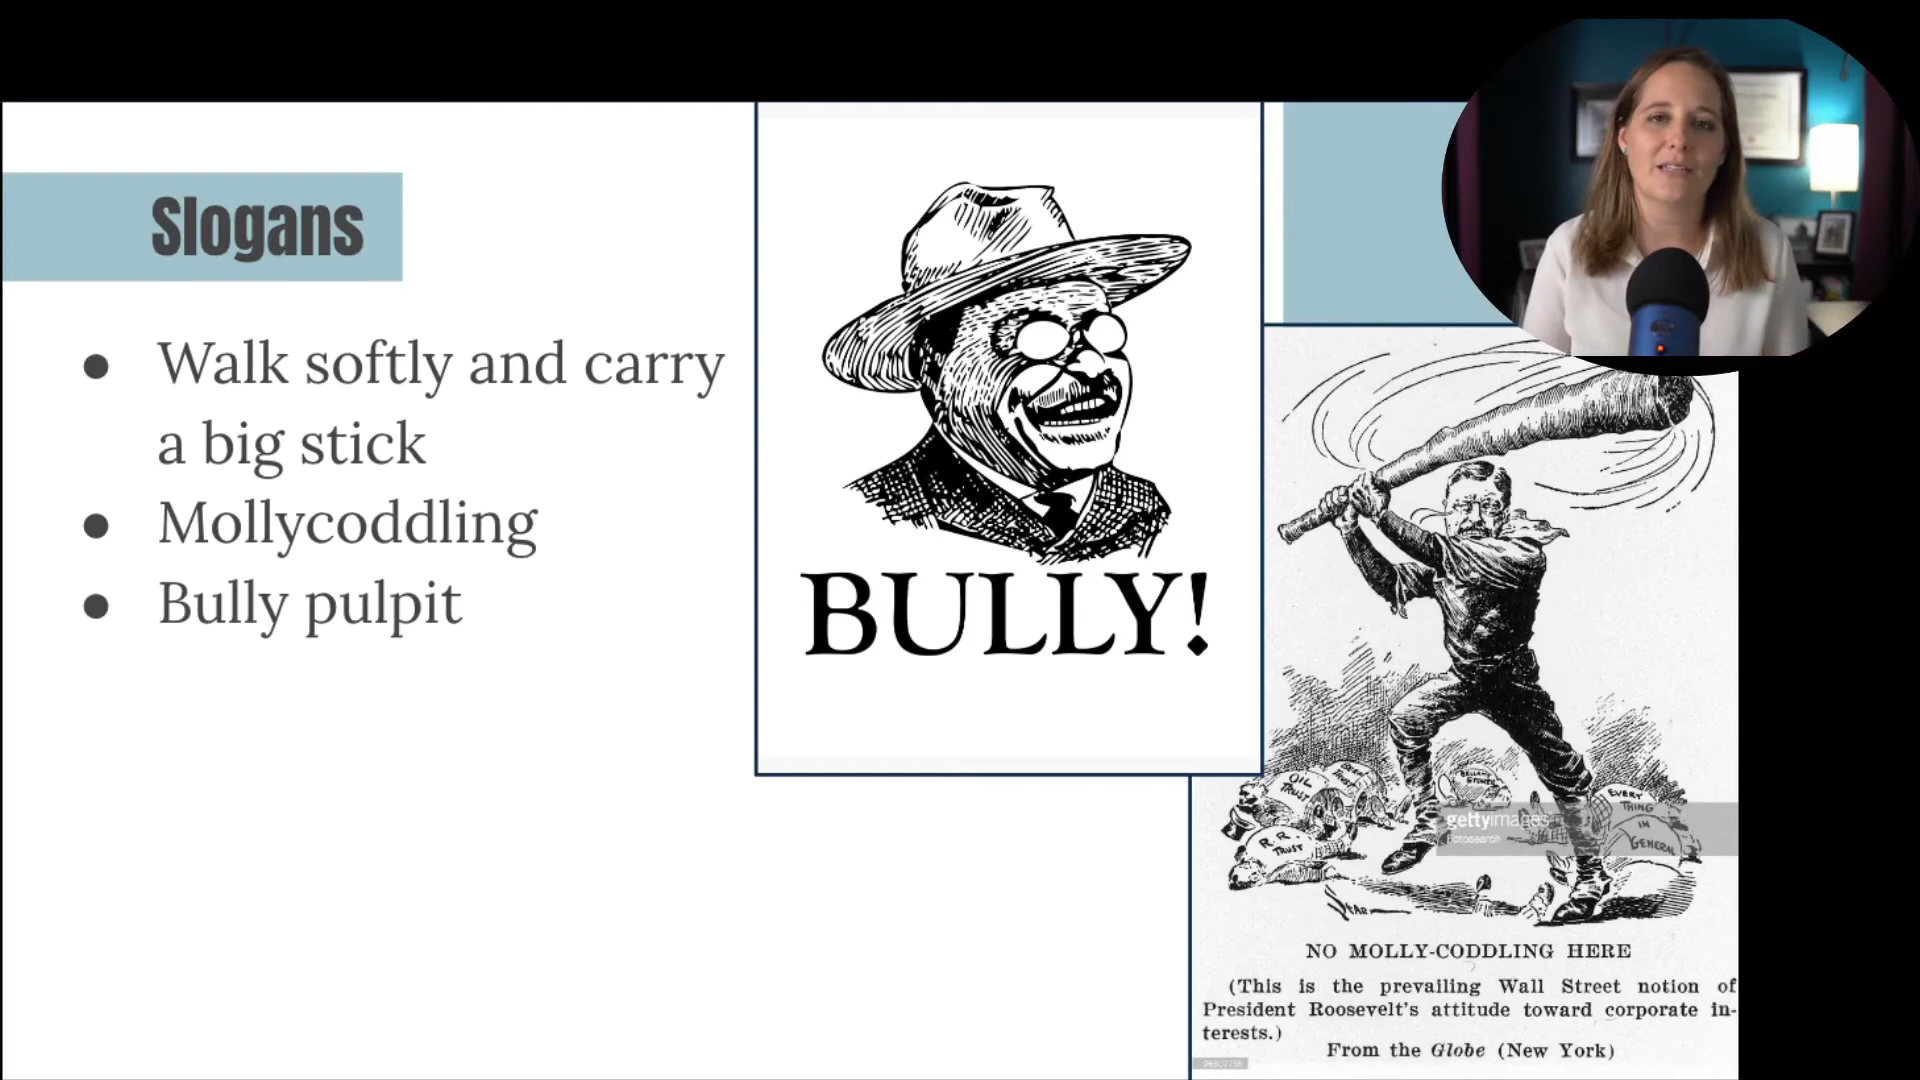 Slogans
● Walk softly and carry
a big stick
● Mollycoddling
● Bully pulpit
BULLY!
OIL
TRUST
BEEF
TRUST
R. R.
TRUST
EVERY
THING
IN
GENERAL
gettyimages
Fotosearch
NO MOLLY-CODDLING HERE
(This is the prevailing Wall Street notion of
President Roosevelt's attitude toward corporate in-
terests.)
From the Globe (New York)